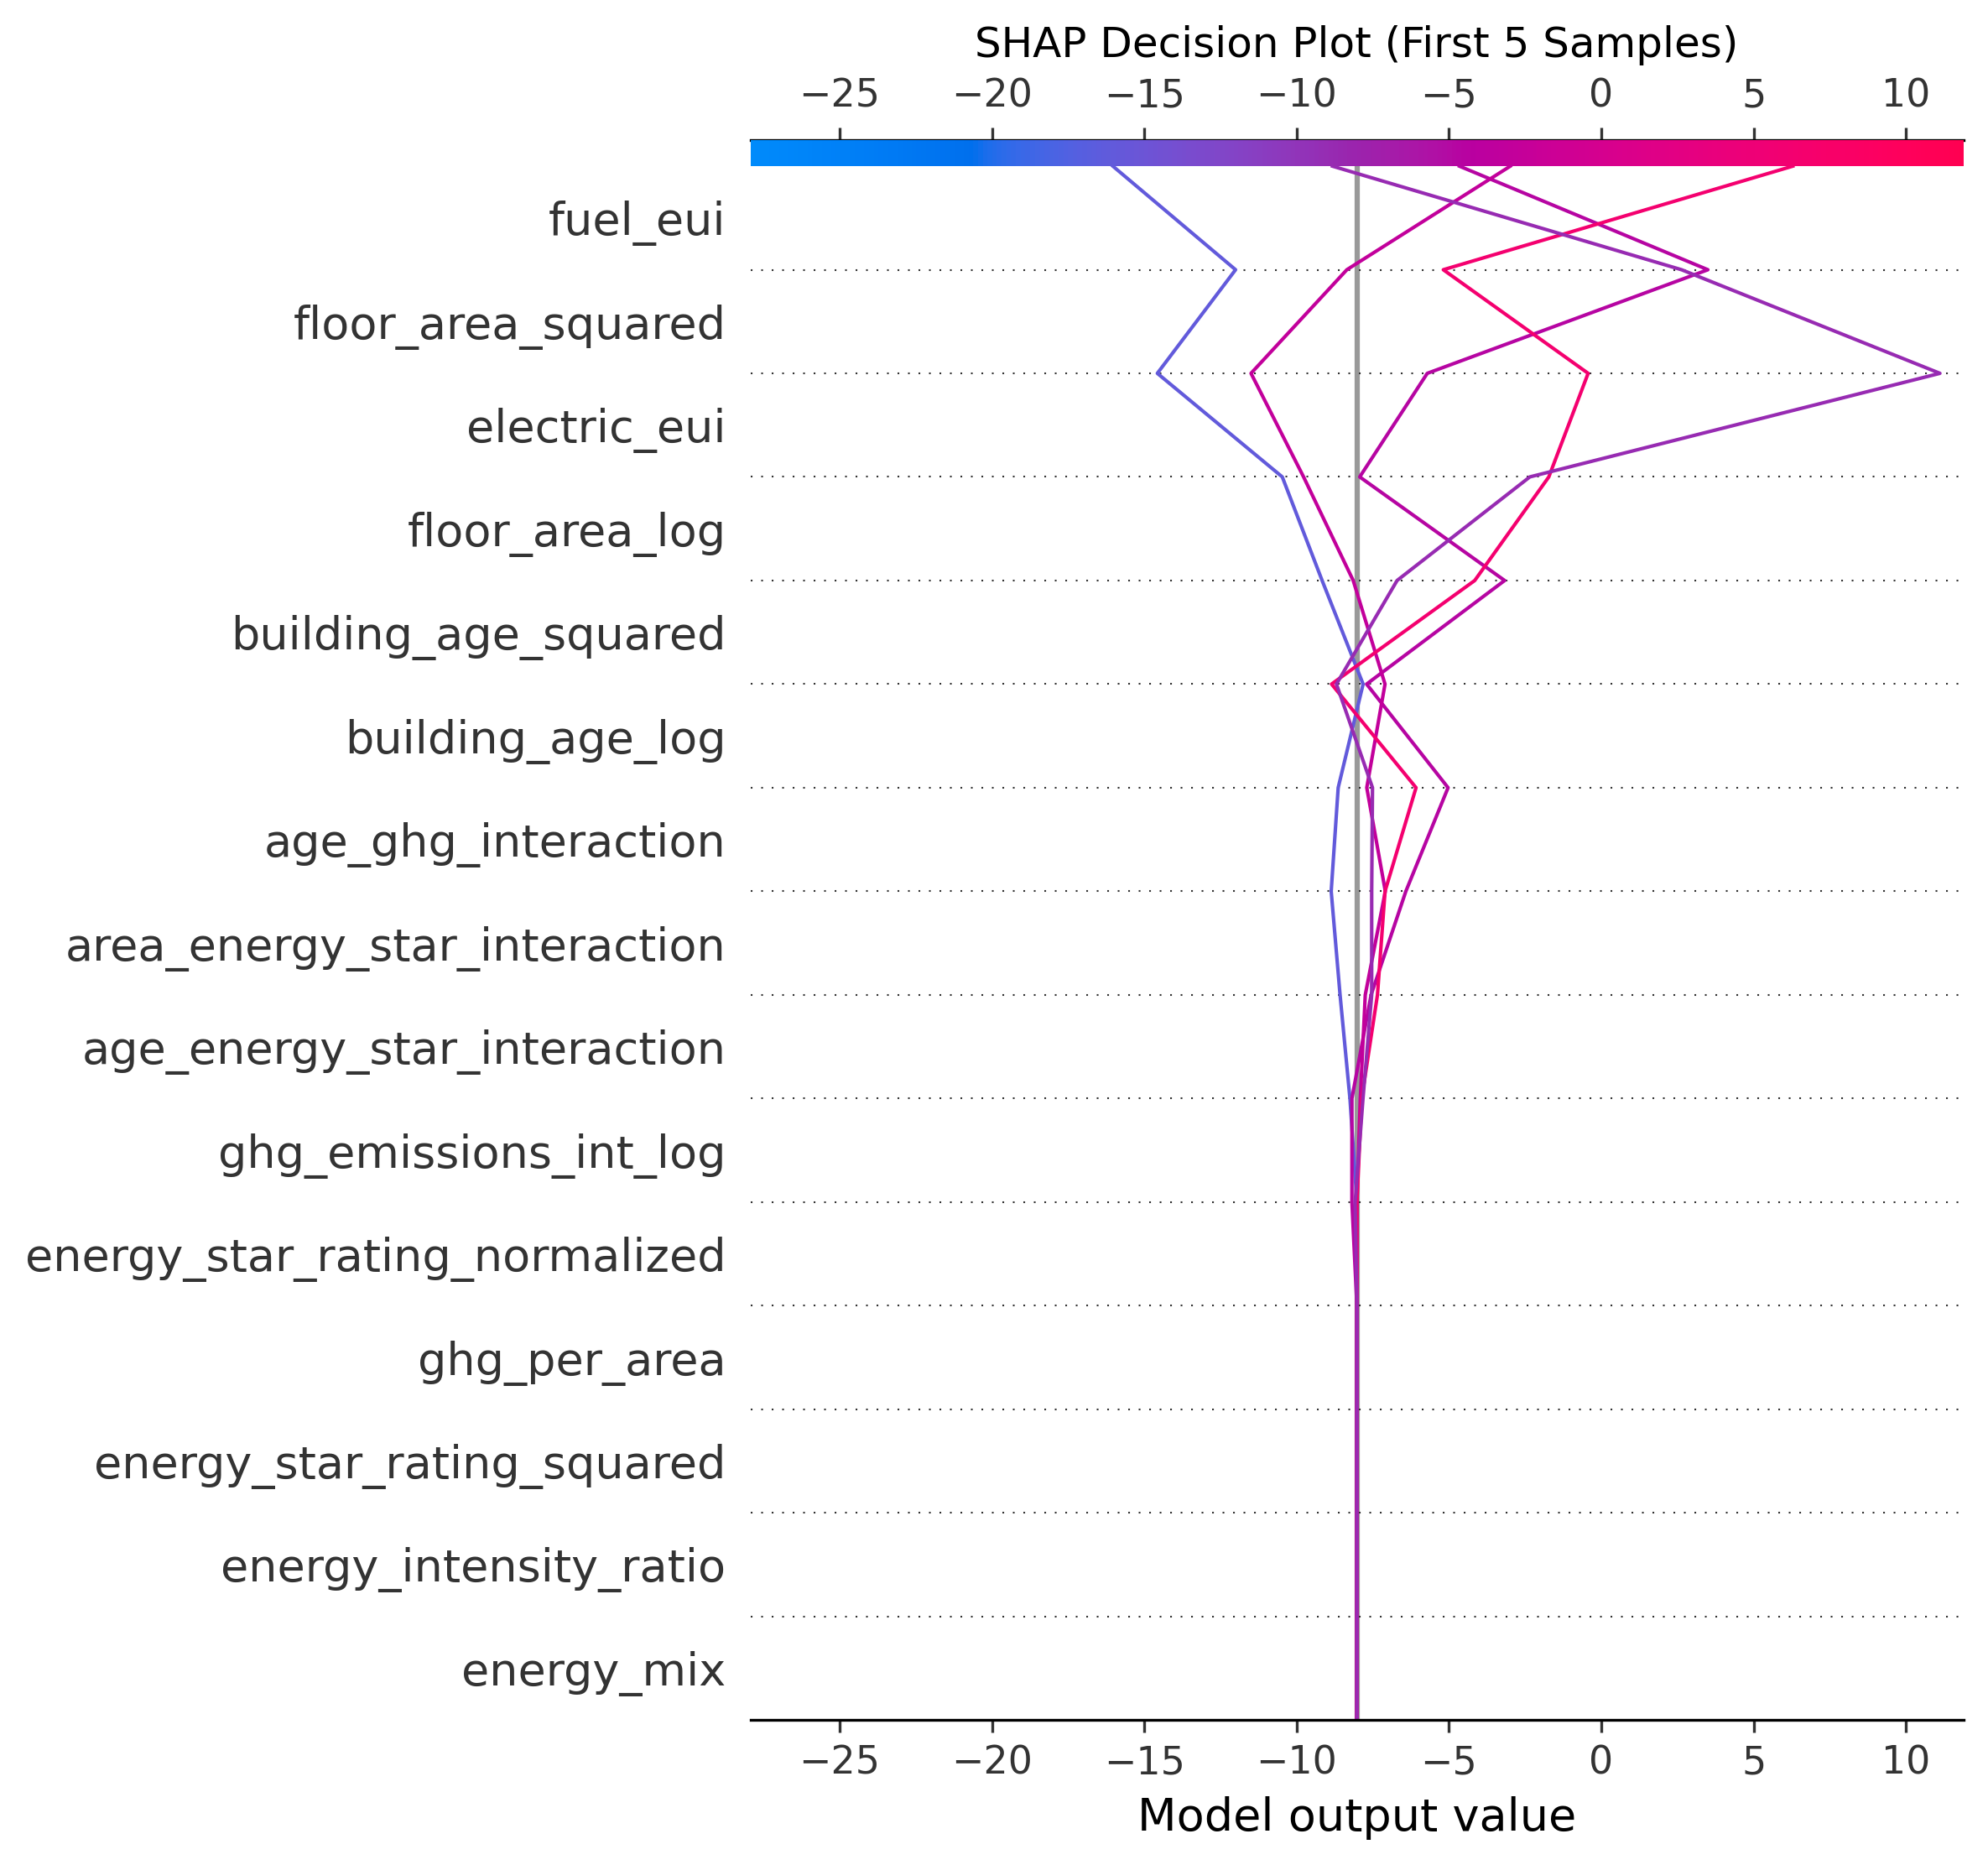 SHAP Decision Plot (First 5 Samples)
−25 −20 −15 −10 −5 0 5 10
fuel_eui
floor_area_squared
electric_eui
floor_area_log
building_age_squared
building_age_log
age_ghg_interaction
area_energy_star_interaction
age_energy_star_interaction
ghg_emissions_int_log
energy_star_rating_normalized
ghg_per_area
energy_star_rating_squared
energy_intensity_ratio
energy_mix
−25 −20 −15 −10 −5 0 5 10
Model output value